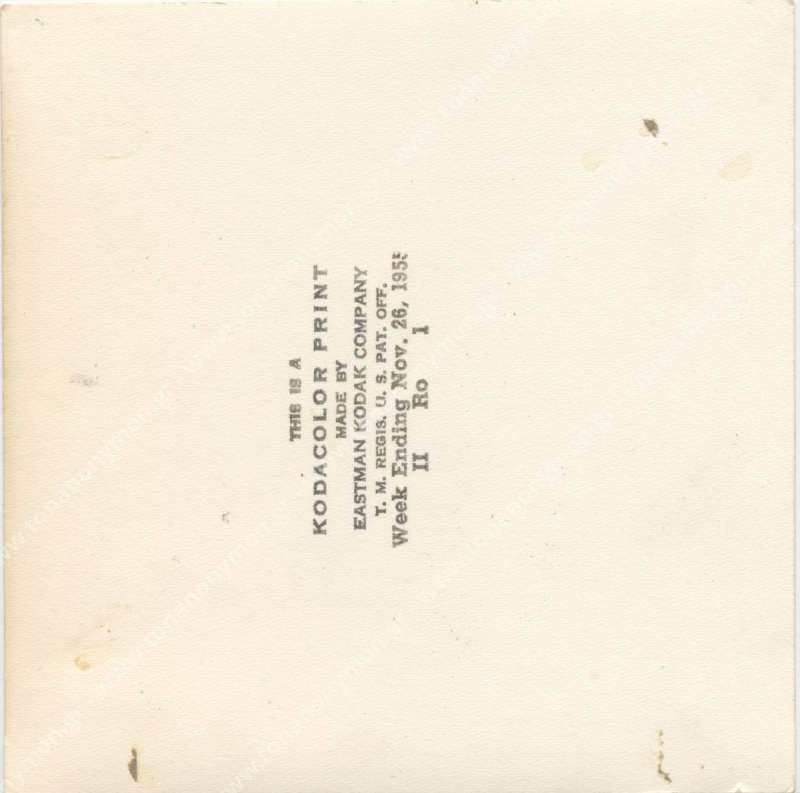 THIS IS A
KODACOLOR PRINT
MADE BY
EASTMAN KODAK COMPANY
T. M. REGIS. U. S. PAT. OFF.
Week Ending Nov. 26, 1955
II Ro 1